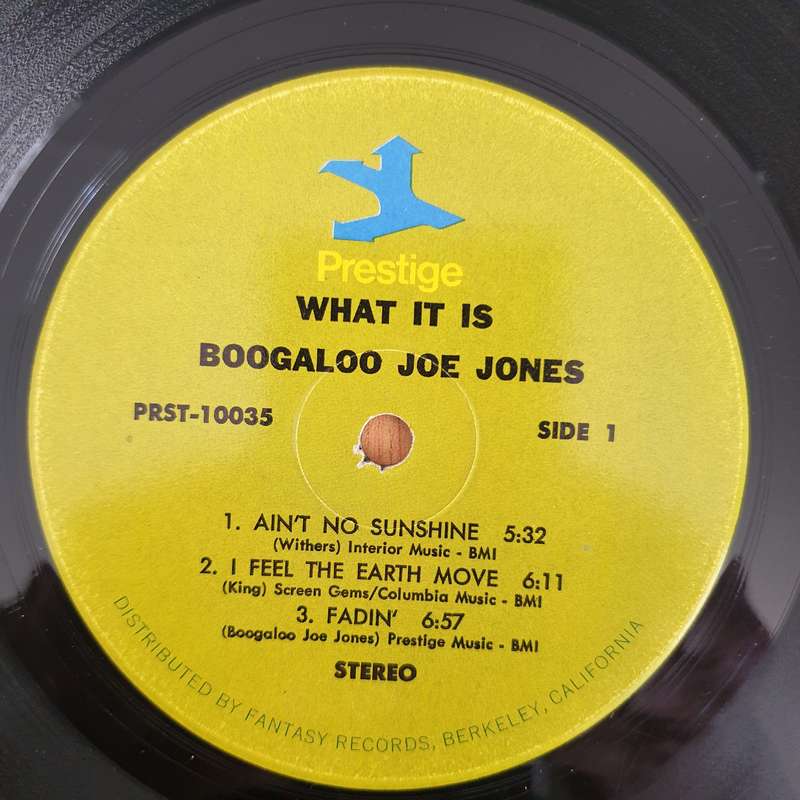 Prestige
WHAT IT IS
BOOGALOO JOE JONES
PRST-10035
SIDE 1
1. AIN'T NO SUNSHINE 5:32
(Withers) Interior Music - BMI
2. I FEEL THE EARTH MOVE 6:11
(King) Screen Gems/Columbia Music - BMI
3. FADIN' 6:57
(Boogaloo Joe Jones) Prestige Music - BMI
STEREO
DISTRIBUTED BY FANTASY RECORDS, BERKELEY, CALIFORNIA